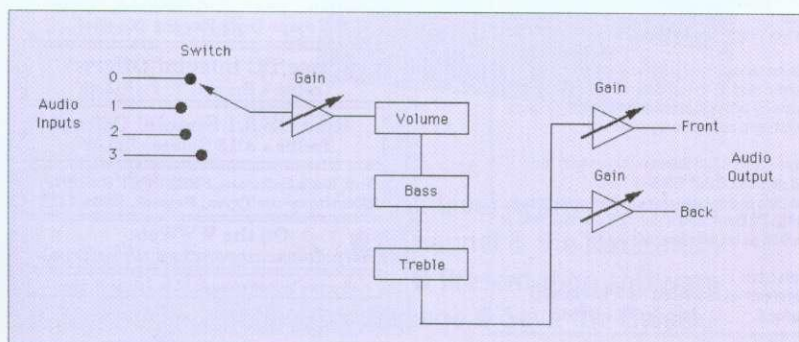 Switch
0
Gain
Gain
Audio
Inputs
1
Volume
Front
2
3
Audio
Output
Gain
Bass
Back
Treble